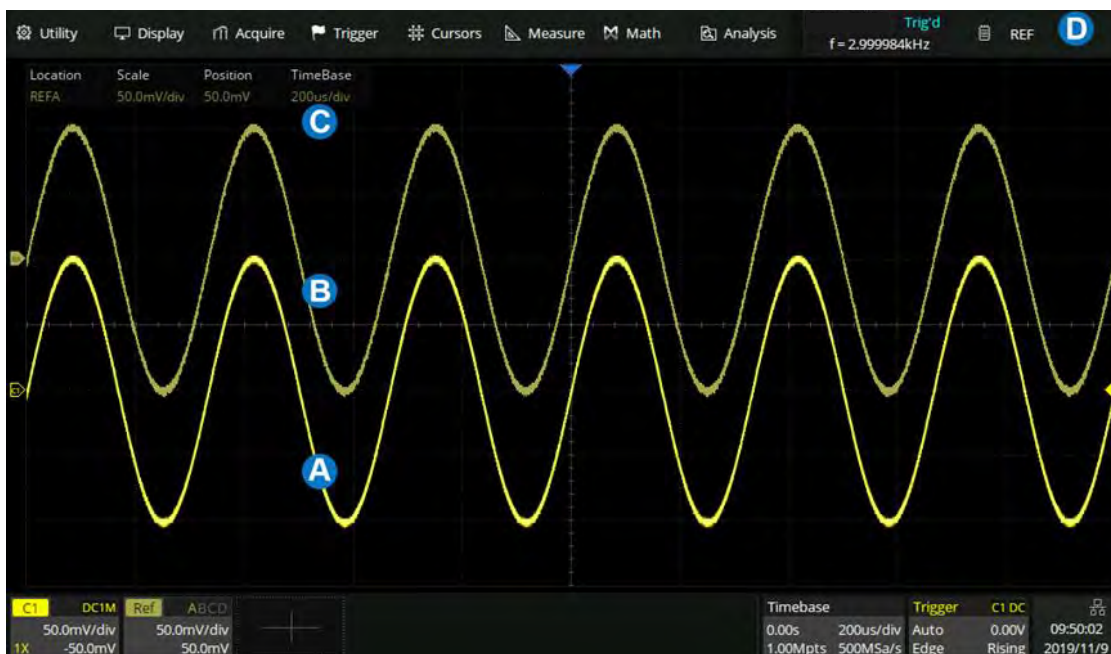 Utility Display Acquire Trigger Cursors Measure Math Analysis Trig'd
f = 2.999984kHz REF D
Location Scale Position TimeBase
REFA 50.0mV/div 50.0mV 200us/div
C
B
A
C1
C1 DC1M Ref ABCD Timebase Trigger C1 DC
50.0mV/div 50.0mV/div 0.00s 200us/div Auto 0.00V 09:50:02
1X -50.0mV 50.0mV 1.00Mpts 500MSa/s Edge Rising 2019/11/9